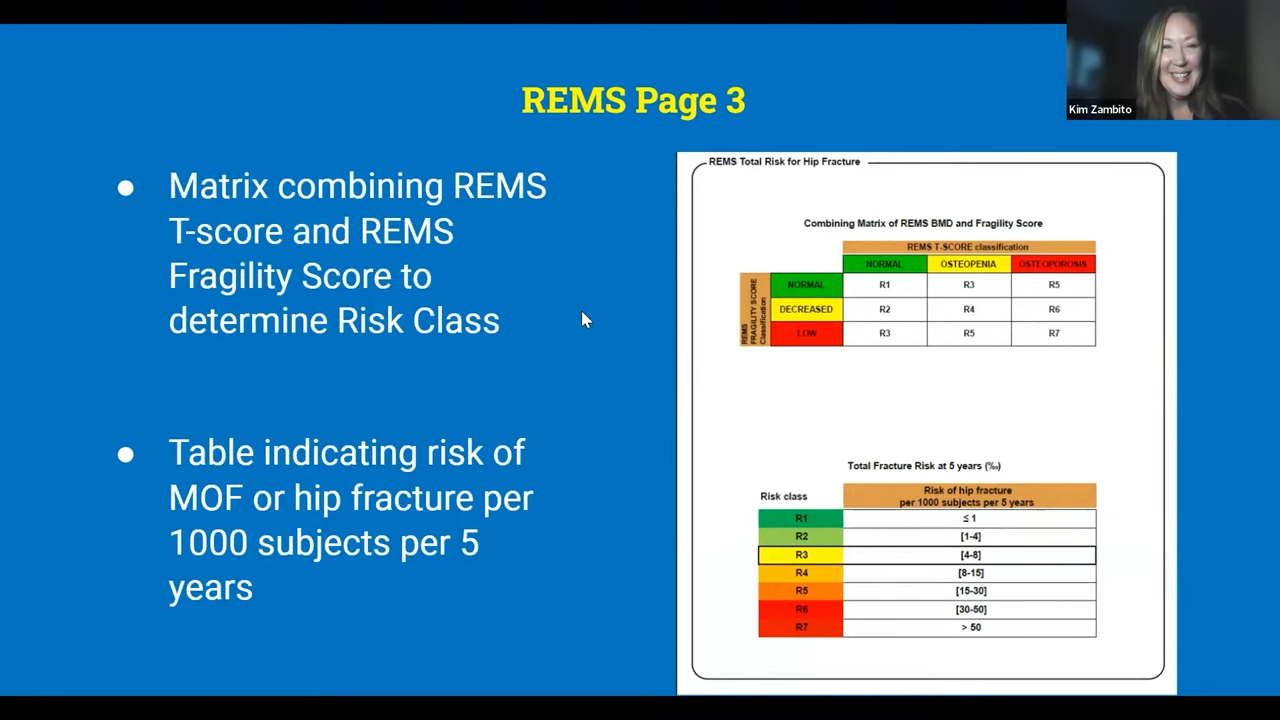 REMS Page 3
Kim Zambito
● Matrix combining REMS
T-score and REMS
Fragility Score to
determine Risk Class
● Table indicating risk of
MOF or hip fracture per
1000 subjects per 5
years
REMS Total Risk for Hip Fracture
Combining Matrix of REMS BMD and Fragility Score
REMS T-SCORE classification
NORMAL OSTEOPENIA OSTEOPOROSIS
REMS
FRAGILITY SCORE
Classification
NORMAL R1 R3 R5
DECREASED R2 R4 R6
LOW R3 R5 R7
Total Fracture Risk at 5 years (‰)
Risk class
Risk of hip fracture
per 1000 subjects per 5 years
R1 ≤ 1
R2 [1-4]
R3 [4-8]
R4 [8-15]
R5 [15-30]
R6 [30-50]
R7 > 50